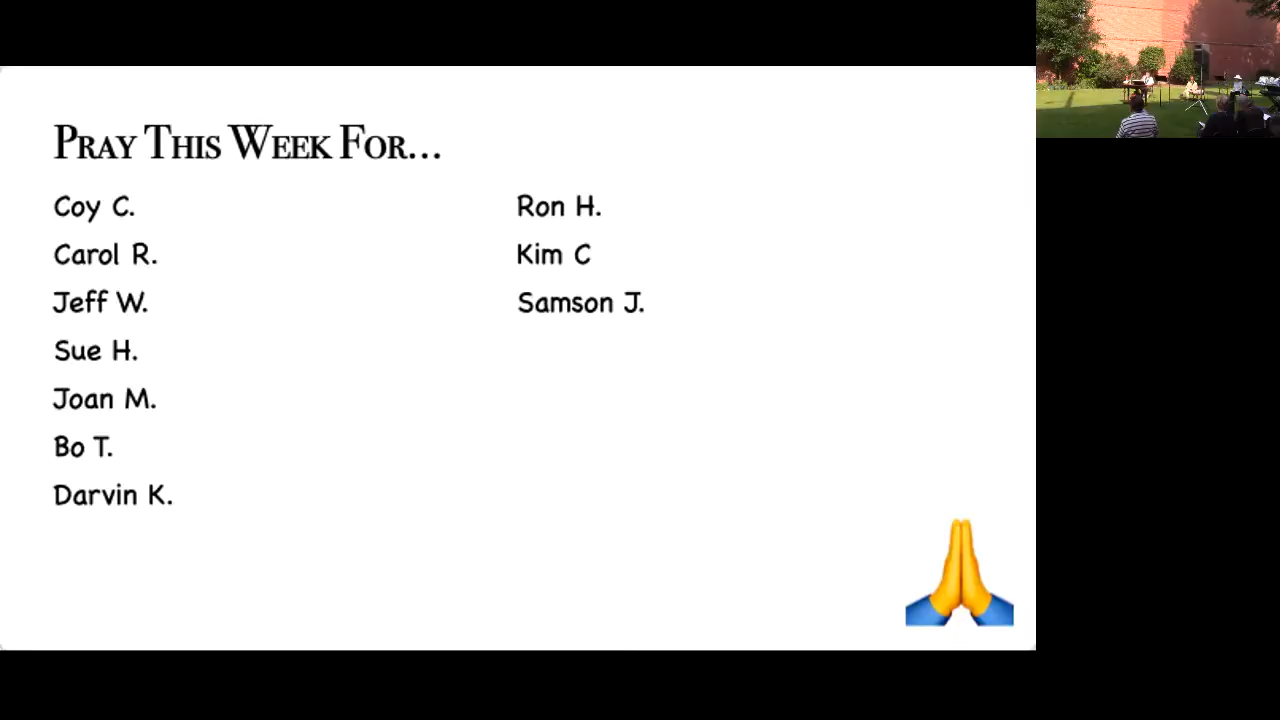 Pray This Week For...
Coy C.
Carol R.
Jeff W.
Sue H.
Joan M.
Bo T.
Darvin K.
Ron H.
Kim C
Samson J.